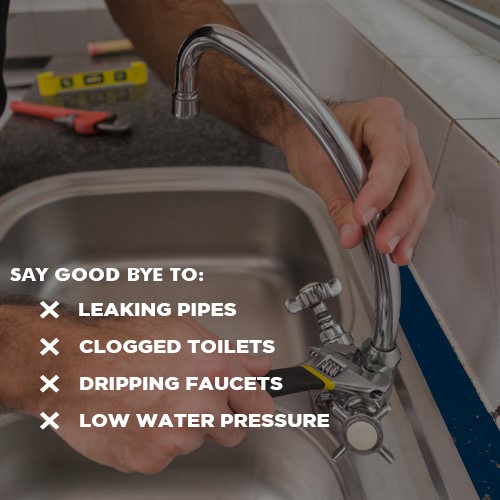 SAY GOOD BYE TO:
✕ LEAKING PIPES
✕ CLOGGED TOILETS
✕ DRIPPING FAUCETS
✕ LOW WATER PRESSURE